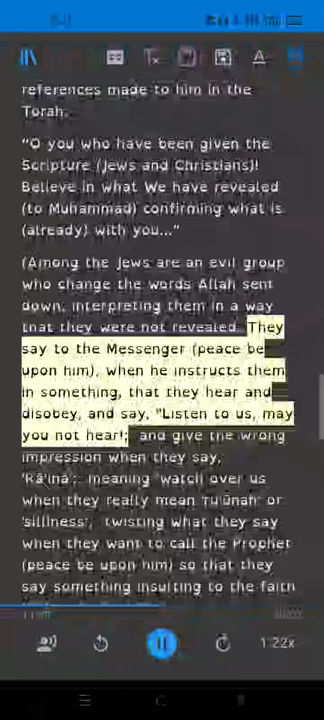 references made to him in the
Torah.
“O you who have been given the
Scripture (Jews and Christians)!
Believe in what We have revealed
(to Muhammad) confirming what is
(already) with you...”
(Among the Jews are an evil group
who change the words Allah sent
down, interpreting them in a way
that they were not revealed. They
say to the Messenger (peace be
upon him), when he instructs them
in something, that they hear and
disobey, and say, “Listen to us, may
you not hear!; and give the wrong
impression when they say,
meaning ‘watch over us
when they really mean or
‘silliness’, twisting what they say
when they want to call the Prophet
(peace be upon him) so that they
say something insulting to the faith
1.22x